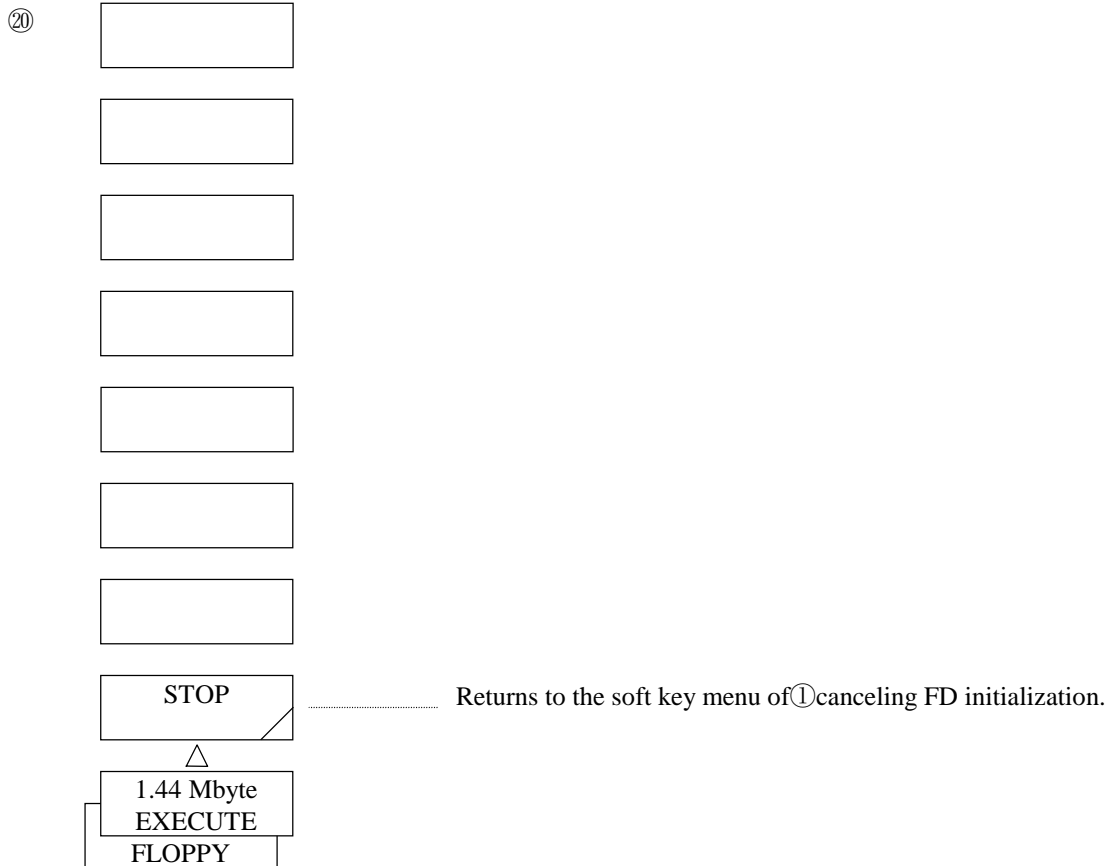 ⑳
STOP
Returns to the soft key menu of①canceling FD initialization.
1.44 Mbyte
EXECUTE
FLOPPY